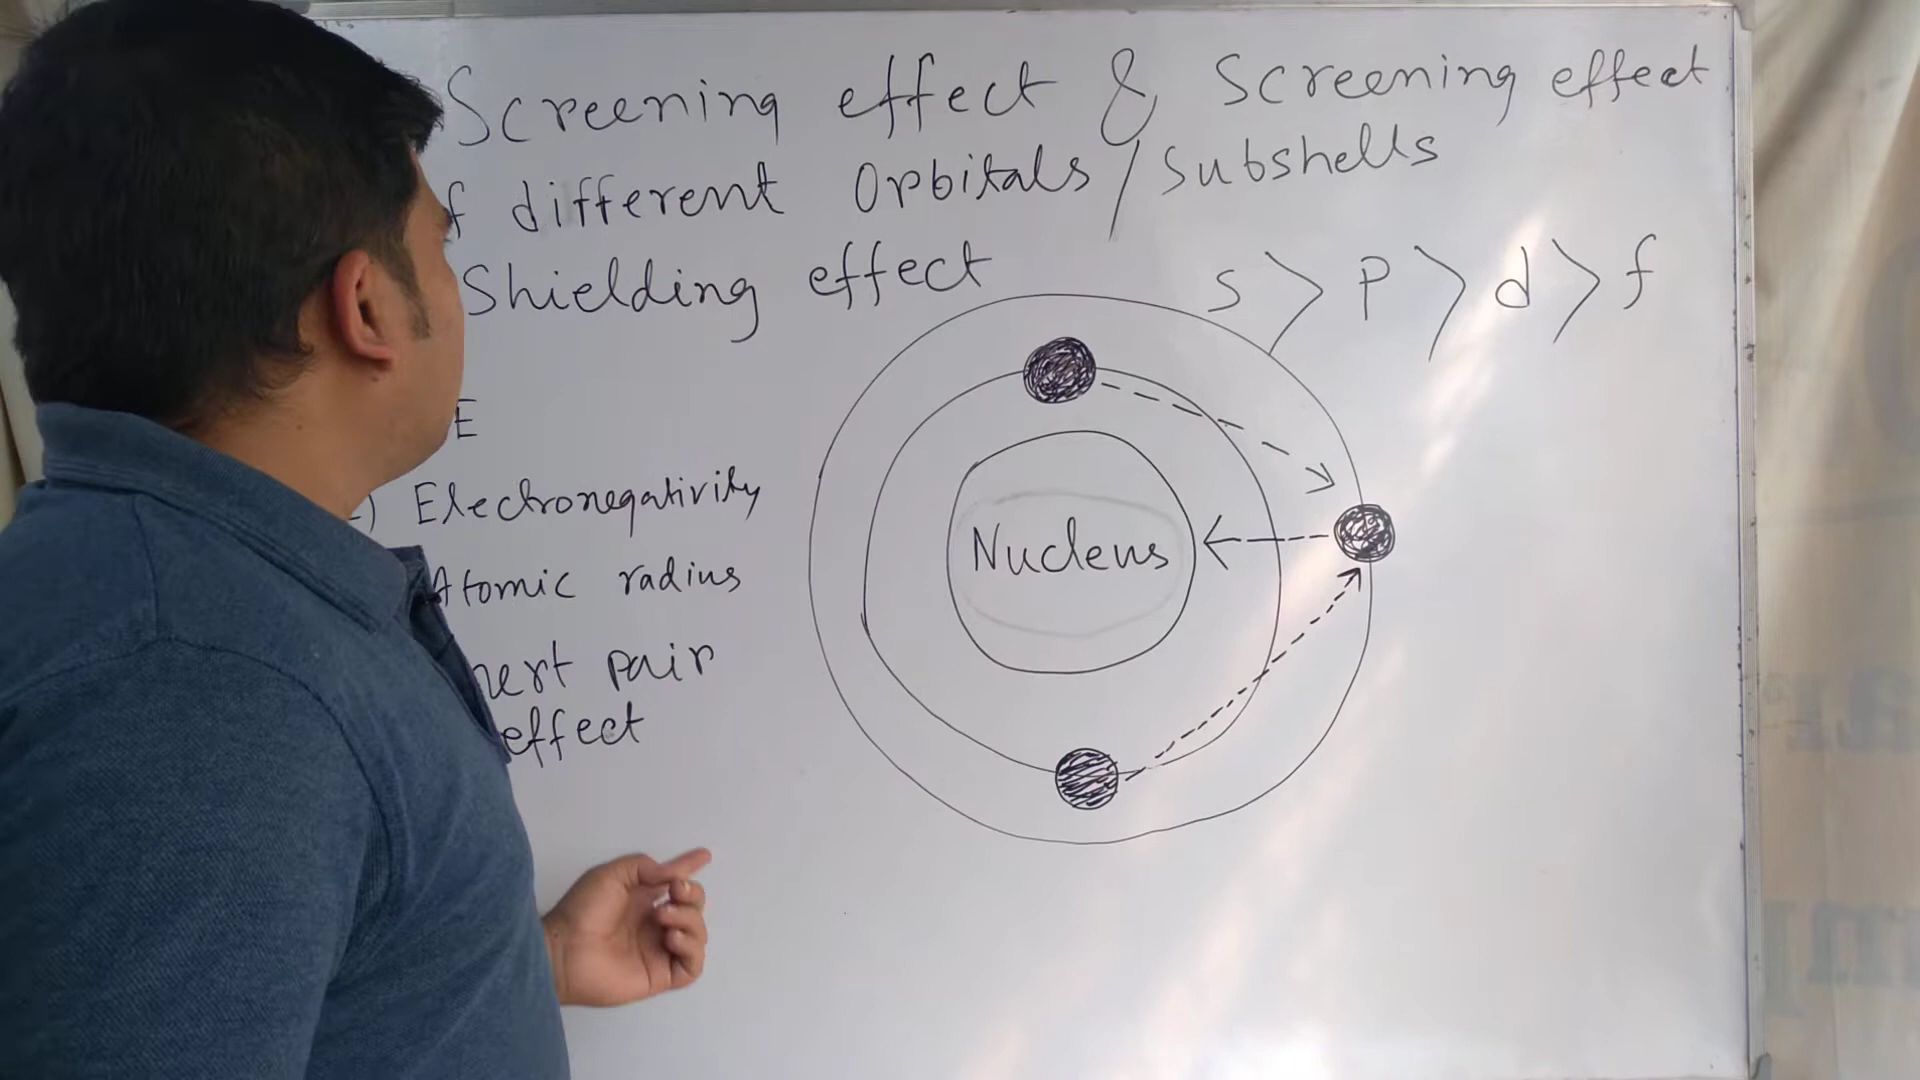 Screening effect & Screening effect
f different Orbitals / Subshells
Shielding effect
s > p > d > f
E
Electronegativity
Atomic radius
nert pair
effect
Nucleus